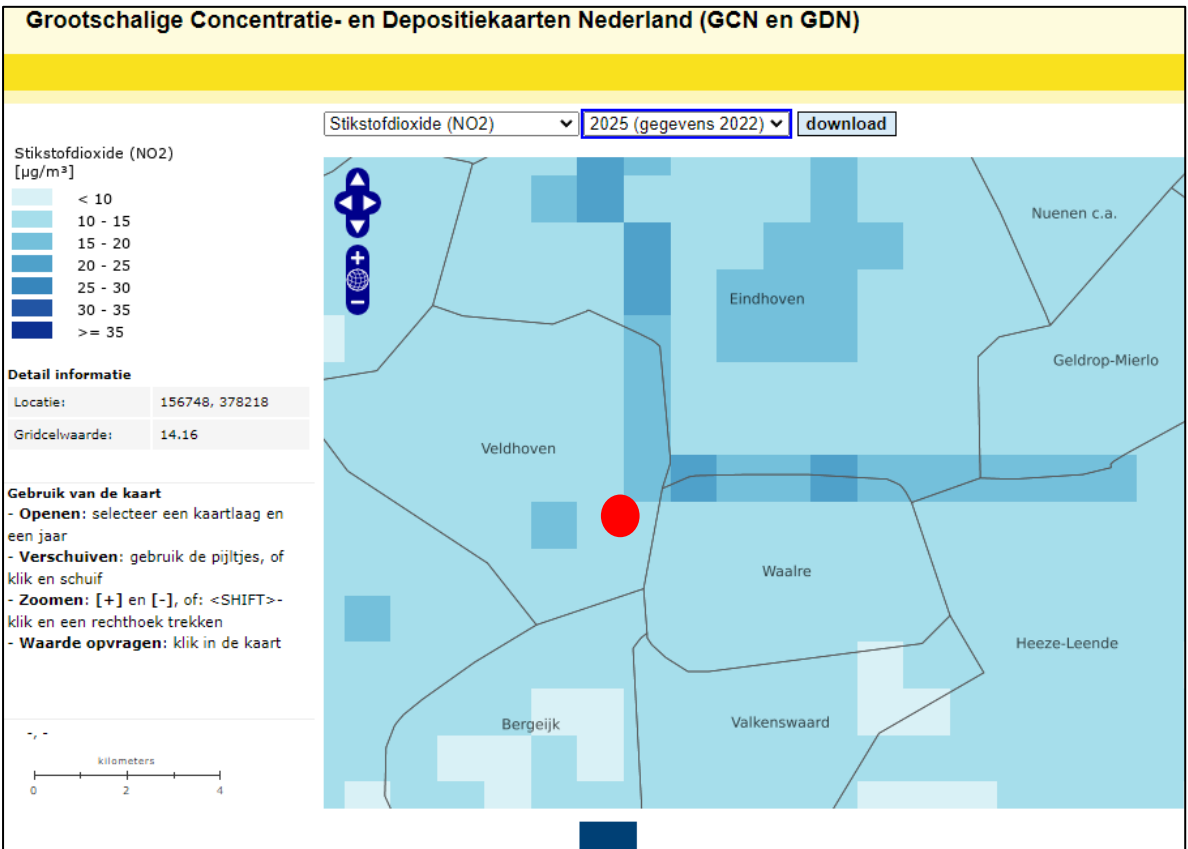 Grootschalige Concentratie- en Depositiekaarten Nederland (GCN en GDN)
Stikstofdioxide (NO2)
2025 (gegevens 2022)
download
Stikstofdioxide (NO2)
[µg/m³]
< 10
10 - 15
15 - 20
20 - 25
25 - 30
30 - 35
>= 35
Detail informatie
Locatie: 156748, 378218
Gridcelwaarde: 14.16
Gebruik van de kaart
- Openen: selecteer een kaartlaag en
een jaar
- Verschuiven: gebruik de pijltjes, of
klik en schuif
- Zoomen: [+] en [-], of: <SHIFT>-
klik en een rechthoek trekken
- Waarde opvragen: klik in de kaart
-, -
kilometers
0 2 4
Nuenen c.a.
Eindhoven
Geldrop-Mierlo
Veldhoven
Waalre
Heeze-Leende
Bergeijk
Valkenswaard